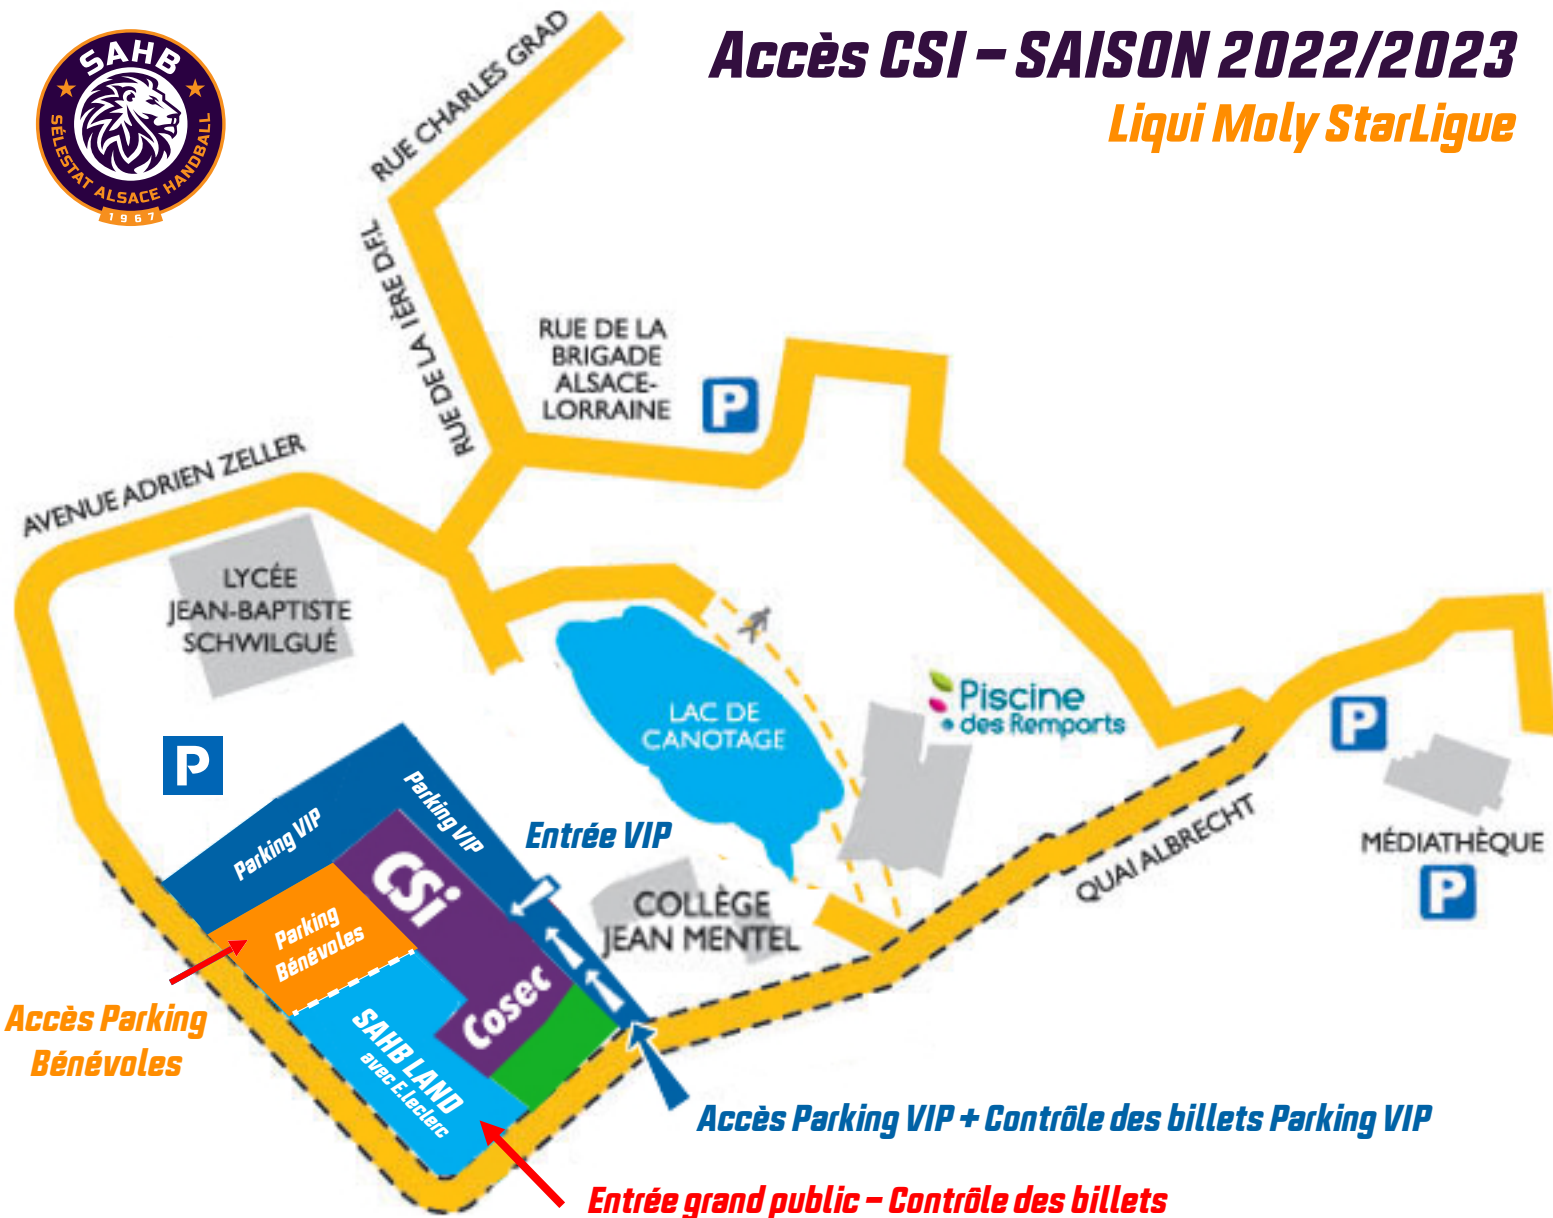 SAHB
SÉLESTAT ALSACE HANDBALL
1967
Accès CSI – SAISON 2022/2023
Liqui Moly StarLigue
RUE CHARLES GRAD
RUE DE LA 1ÈRE D.F.L.
RUE DE LA
BRIGADE
ALSACE-
LORRAINE
P
AVENUE ADRIEN ZELLER
LYCÉE
JEAN-BAPTISTE
SCHWILGUÉ
LAC DE
CANOTAGE
Piscine
des Remparts
P
P
QUAI ALBRECHT
MÉDIATHÈQUE
P
Parking VIP
Parking VIP
Entrée VIP
CSi
COLLÈGE
JEAN MENTEL
Parking
Bénévoles
Cosec
Accès Parking
Bénévoles
SAHB LAND
avec E.leclerc
Accès Parking VIP + Contrôle des billets Parking VIP
Entrée grand public – Contrôle des billets